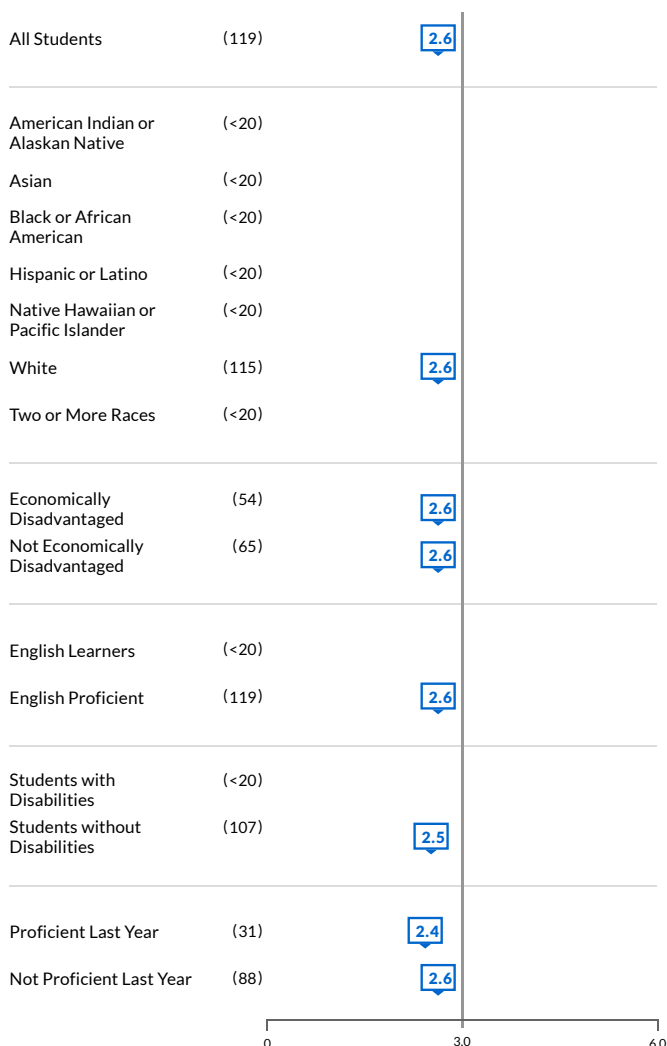 All Students (119) 2.6
American Indian or (<20)
Alaskan Native
Asian (<20)
Black or African (<20)
American
Hispanic or Latino (<20)
Native Hawaiian or (<20)
Pacific Islander
White (115) 2.6
Two or More Races (<20)
Economically (54) 2.6
Disadvantaged
Not Economically (65) 2.6
Disadvantaged
English Learners (<20)
English Proficient (119) 2.6
Students with (<20)
Disabilities
Students without (107) 2.5
Disabilities
Proficient Last Year (31) 2.4
Not Proficient Last Year (88) 2.6
0 3.0 6.0